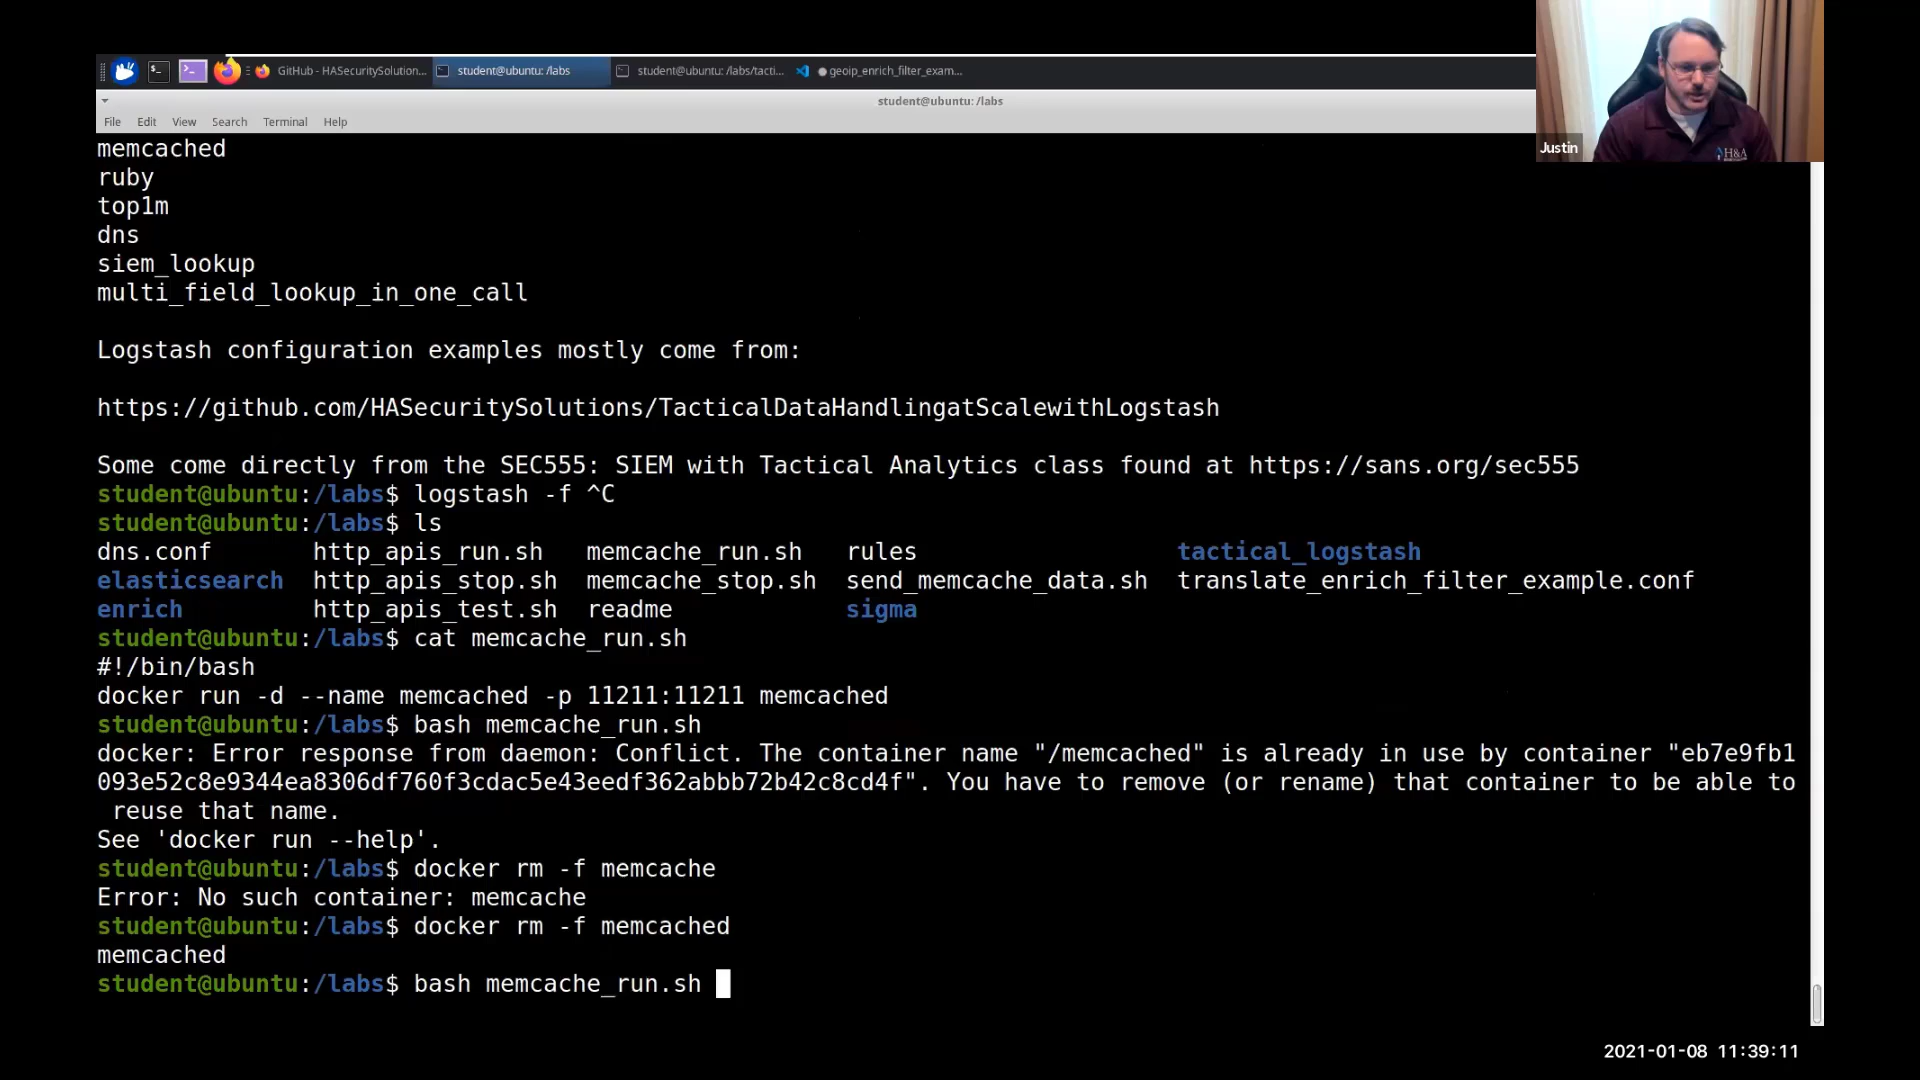 GitHub - HASecuritySolution...
student@ubuntu: /labs
student@ubuntu: /labs/tacti...
geoip_enrich_filter_exam...
student@ubuntu: /labs
File Edit View Search Terminal Help
Justin
H&A
memcached
ruby
top1m
dns
siem_lookup
multi_field_lookup_in_one_call
Logstash configuration examples mostly come from:
https://github.com/HASecuritySolutions/TacticalDataHandlingatScalewithLogstash
Some come directly from the SEC555: SIEM with Tactical Analytics class found at https://sans.org/sec555
student@ubuntu:/labs$ logstash -f ^C
student@ubuntu:/labs$ ls
dns.conf http_apis_run.sh memcache_run.sh rules tactical_logstash
elasticsearch http_apis_stop.sh memcache_stop.sh send_memcache_data.sh translate_enrich_filter_example.conf
enrich http_apis_test.sh readme sigma
student@ubuntu:/labs$ cat memcache_run.sh
#!/bin/bash
docker run -d --name memcached -p 11211:11211 memcached
student@ubuntu:/labs$ bash memcache_run.sh
docker: Error response from daemon: Conflict. The container name "/memcached" is already in use by container "eb7e9fb1
093e52c8e9344ea8306df760f3cdac5e43eedf362abbb72b42c8cd4f". You have to remove (or rename) that container to be able to
reuse that name.
See 'docker run --help'.
student@ubuntu:/labs$ docker rm -f memcache
Error: No such container: memcache
student@ubuntu:/labs$ docker rm -f memcached
memcached
student@ubuntu:/labs$ bash memcache_run.sh
2021-01-08 11:39:11